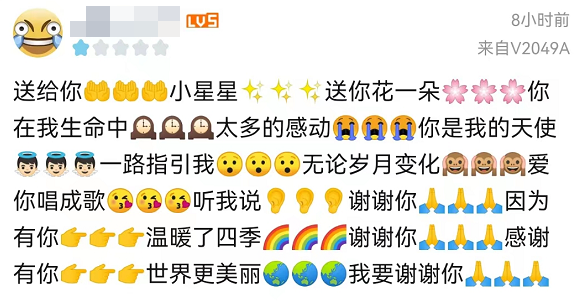 LV5
8小时前
来自V2049A
送给你🤲🤲🤲小星星✨✨✨送你花一朵🌸🌸🌸你
在我生命中🕰🕰🕰太多的感动😭😭😭你是我的天使
👼🏻👼🏻👼🏻一路指引我😮😮😮无论岁月变化🙉🙉🙉爱
你唱成歌😘😘😘听我说👂👂👂谢谢你🙏🙏🙏因为
有你👉👉👉温暖了四季🌈🌈🌈谢谢你🙏🙏🙏感谢
有你👉👉👉世界更美丽🌏🌏🌏我要谢谢你🙏🙏🙏